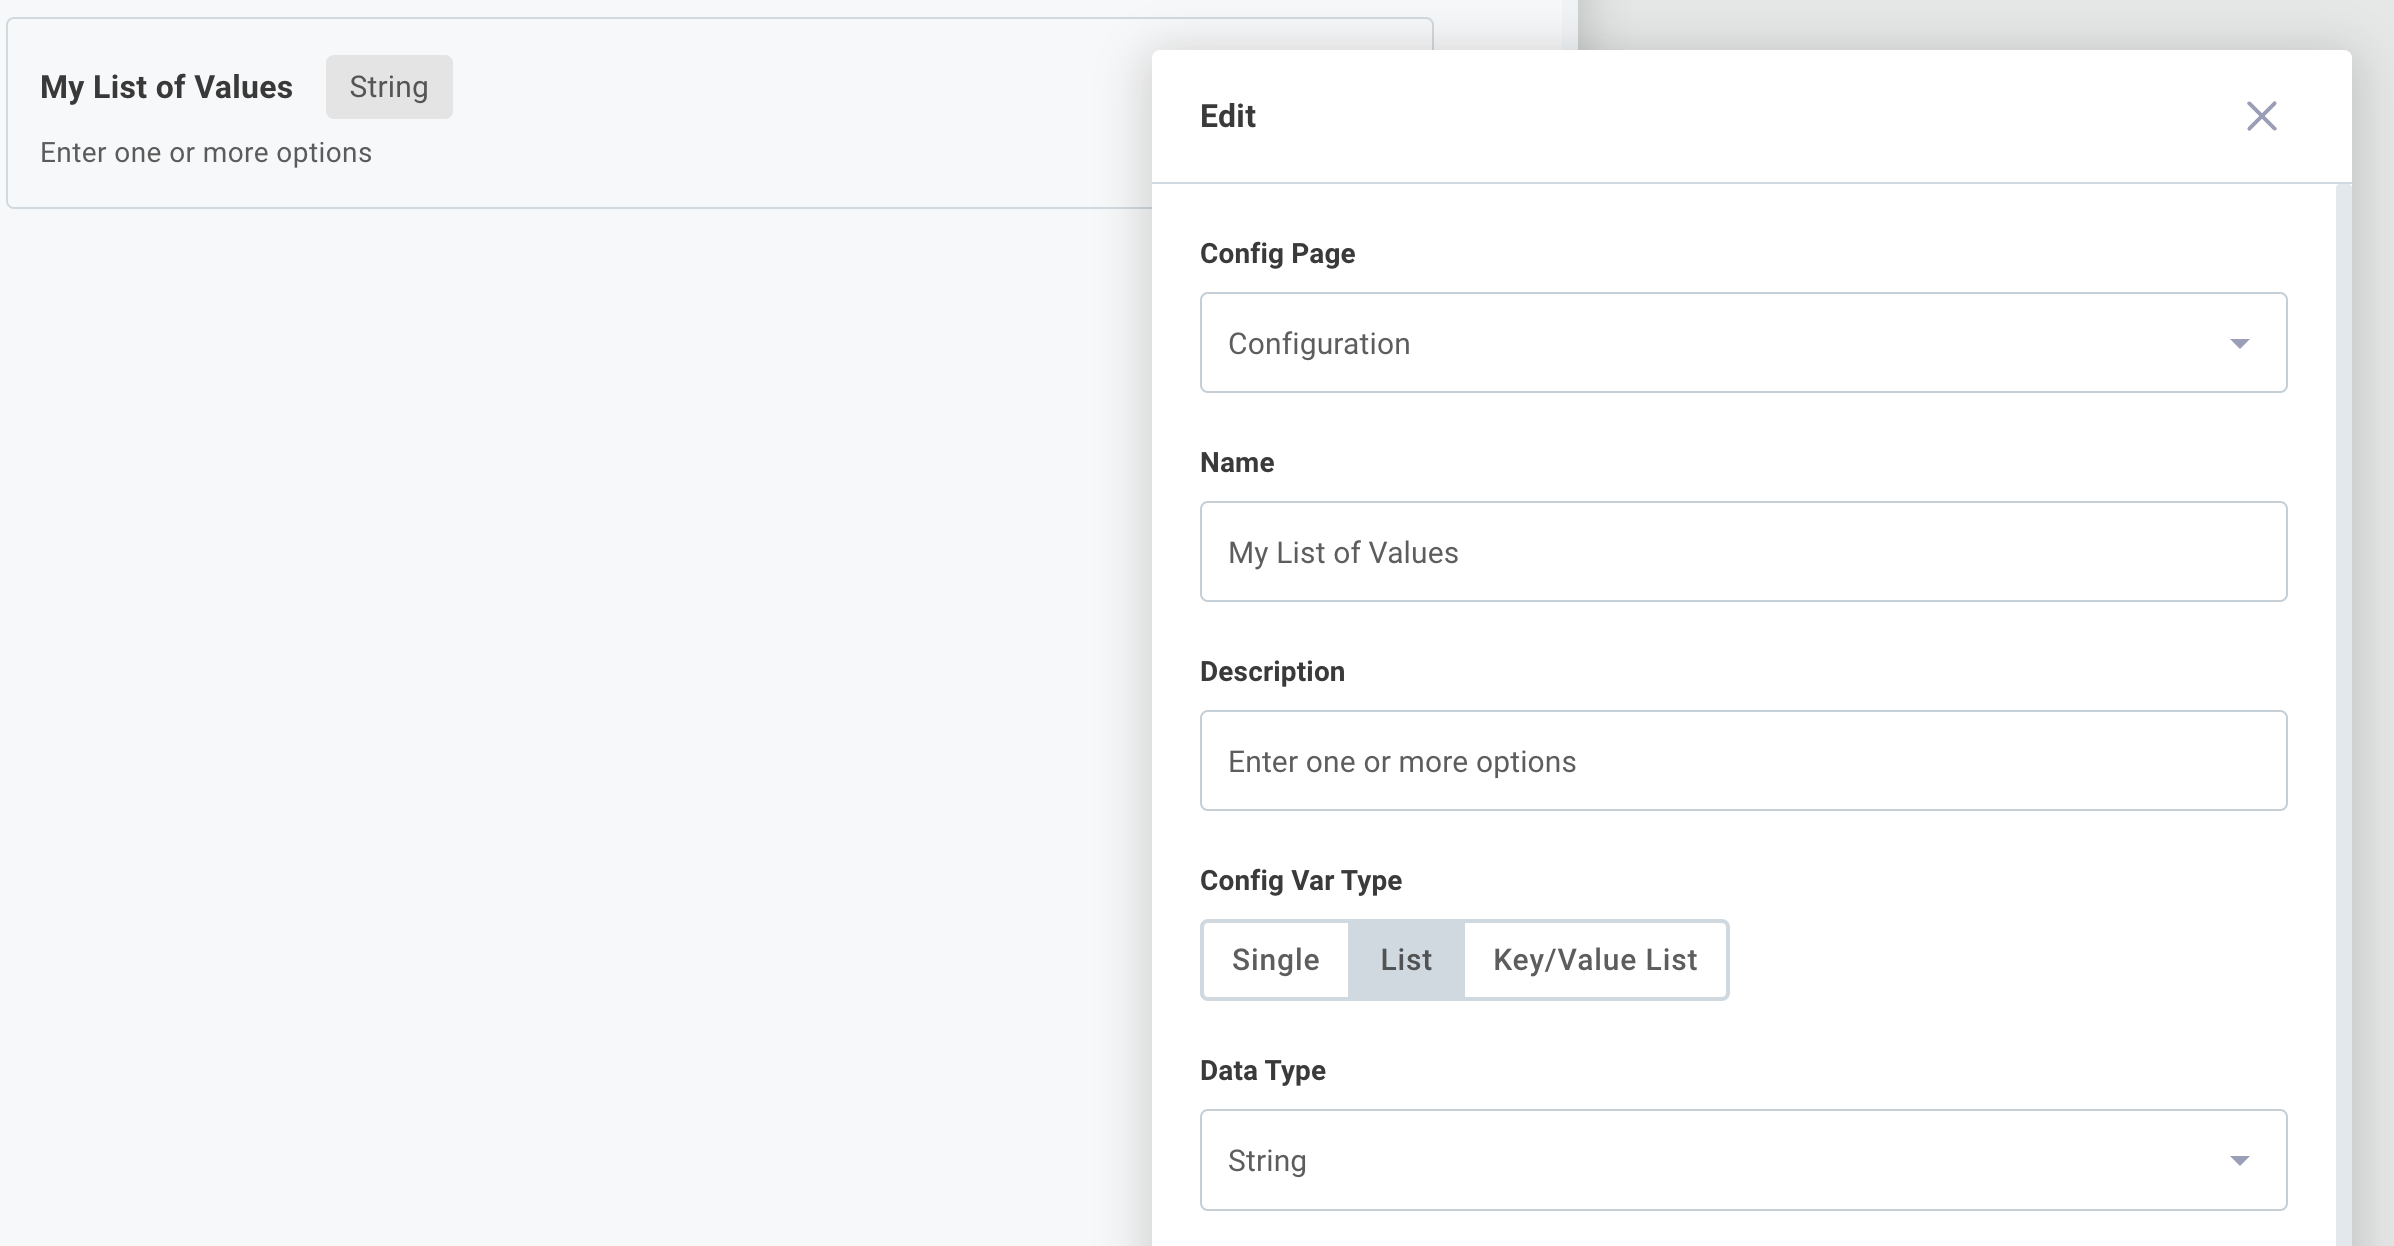 My List of Values String
Enter one or more options
Edit
Config Page
Configuration
Name
My List of Values
Description
Enter one or more options
Config Var Type
Single List Key/Value List
Data Type
String